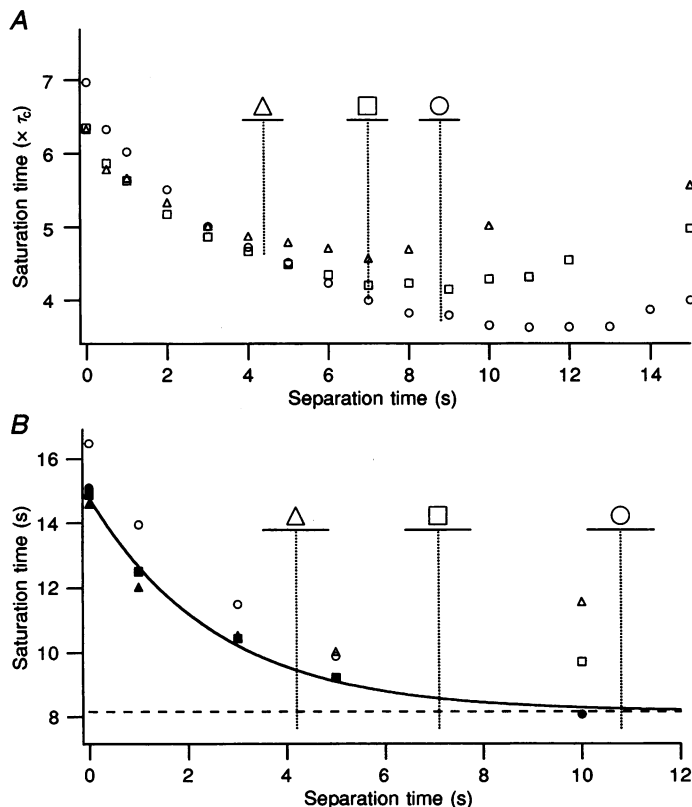 A
Saturation time (× τc)
7
6
5
4
0 2 4 6 8 10 12 14
Separation time (s)
B
Saturation time (s)
16
14
12
10
8
0 2 4 6 8 10 12
Separation time (s)